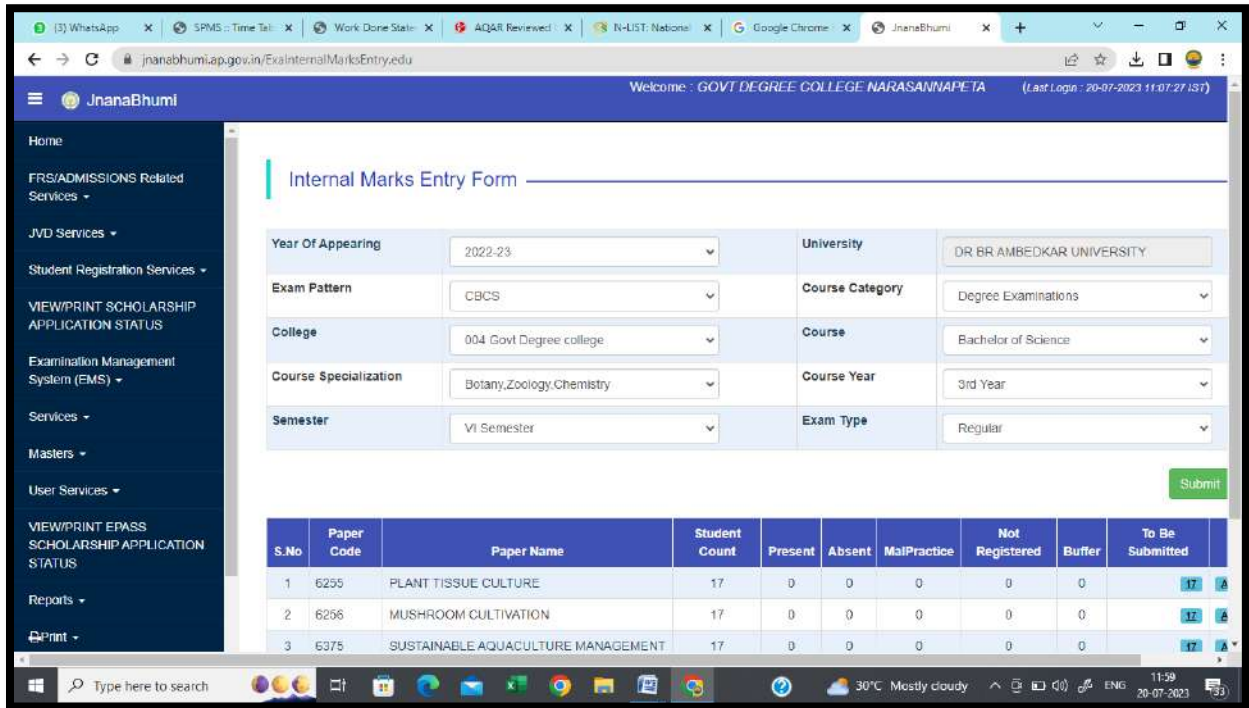 (3) WhatsApp
SPMS :: Time Tal
Work Done State
AQAR Reviewed
N-LIST: National
Google Chrome
JnanaBhumi
jnanabhumi.ap.gov.in/ExaInternalMarksEntry.edu
JnanaBhumi
Welcome : GOVT DEGREE COLLEGE NARASANNAPETA (Last Login : 20-07-2023 11:07:27 IST)
Home
FRS/ADMISSIONS Related
Services
JVD Services
Student Registration Services
VIEW/PRINT SCHOLARSHIP
APPLICATION STATUS
Examination Management
System (EMS)
Services
Masters
User Services
VIEW/PRINT EPASS
SCHOLARSHIP APPLICATION
STATUS
Reports
Print
Internal Marks Entry Form
Year Of Appearing 2022-23 University DR BR AMBEDKAR UNIVERSITY
Exam Pattern CBCS Course Category Degree Examinations
College 004 Govt Degree college Course Bachelor of Science
Course Specialization Botany,Zoology,Chemistry Course Year 3rd Year
Semester VI Semester Exam Type Regular
Submit
S.No Paper Code Paper Name Student Count Present Absent MalPractice Not Registered Buffer To Be Submitted
1 6255 PLANT TISSUE CULTURE 17 0 0 0 0 0 17 A
2 6256 MUSHROOM CULTIVATION 17 0 0 0 0 0 17 A
3 6375 SUSTAINABLE AQUACULTURE MANAGEMENT 17 0 0 0 0 0 17 A
Type here to search
30°C Mostly cloudy
ENG
11:59
20-07-2023
33